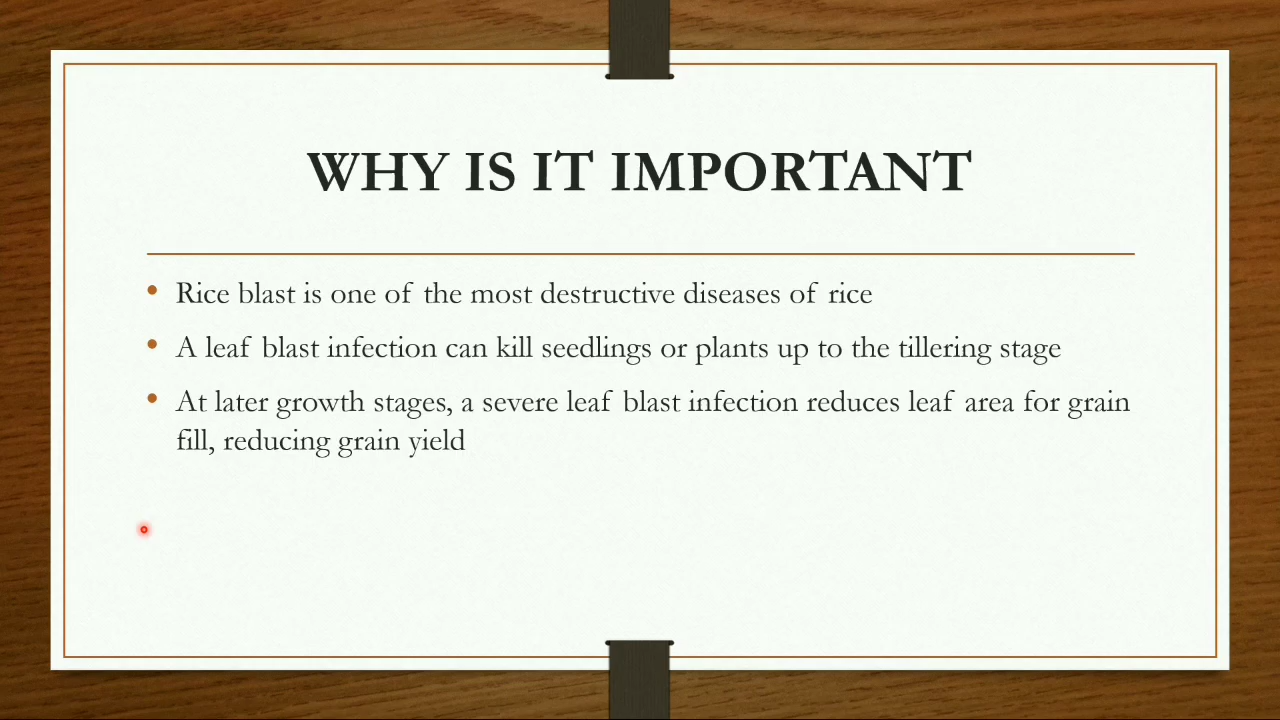 WHY IS IT IMPORTANT
• Rice blast is one of the most destructive diseases of rice
• A leaf blast infection can kill seedlings or plants up to the tillering stage
• At later growth stages, a severe leaf blast infection reduces leaf area for grain
fill, reducing grain yield